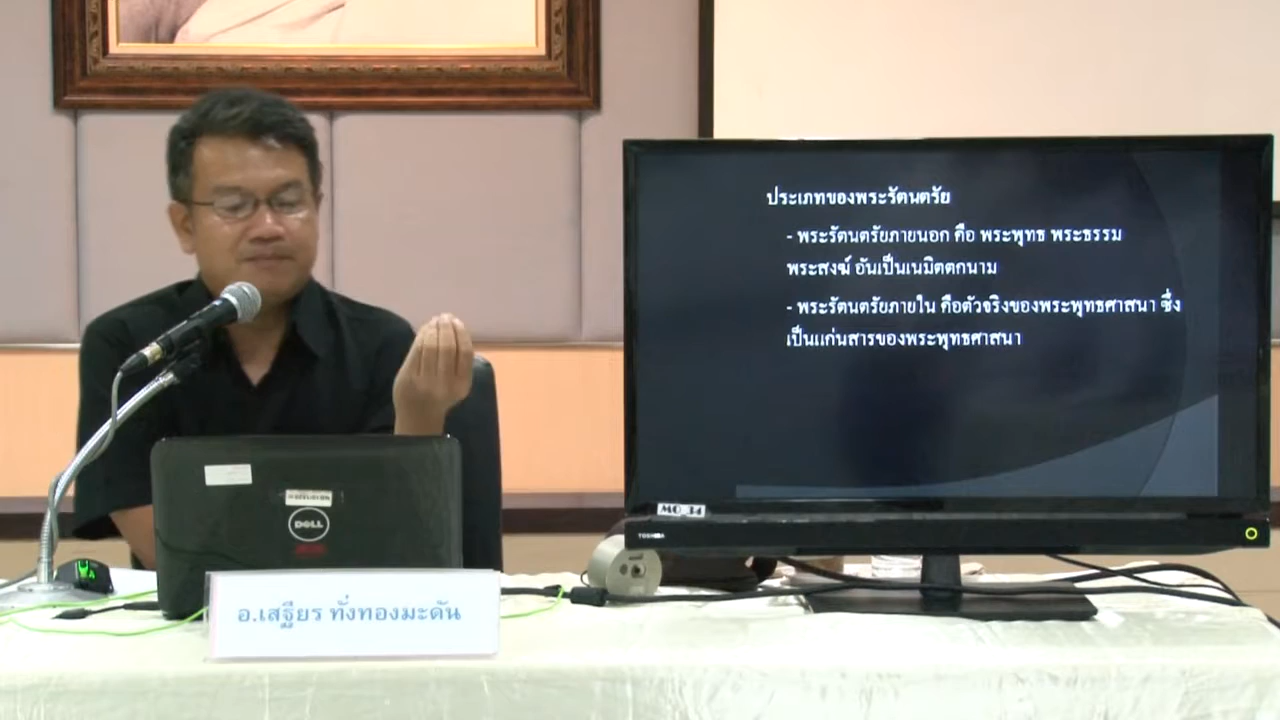 ประเภทของพระรัตนตรัย
- พระรัตนตรัยภายนอก คือ พระพุทธ พระธรรม
พระสงฆ์ อันเป็นเนมิตตกนาม
- พระรัตนตรัยภายใน คือตัวจริงของพระพุทธศาสนา ซึ่ง
เป็นแก่นสารของพระพุทธศาสนา
MO 34
TOSHIBA
DELL
อ.เสฐียร ทั่งทองมะดัน